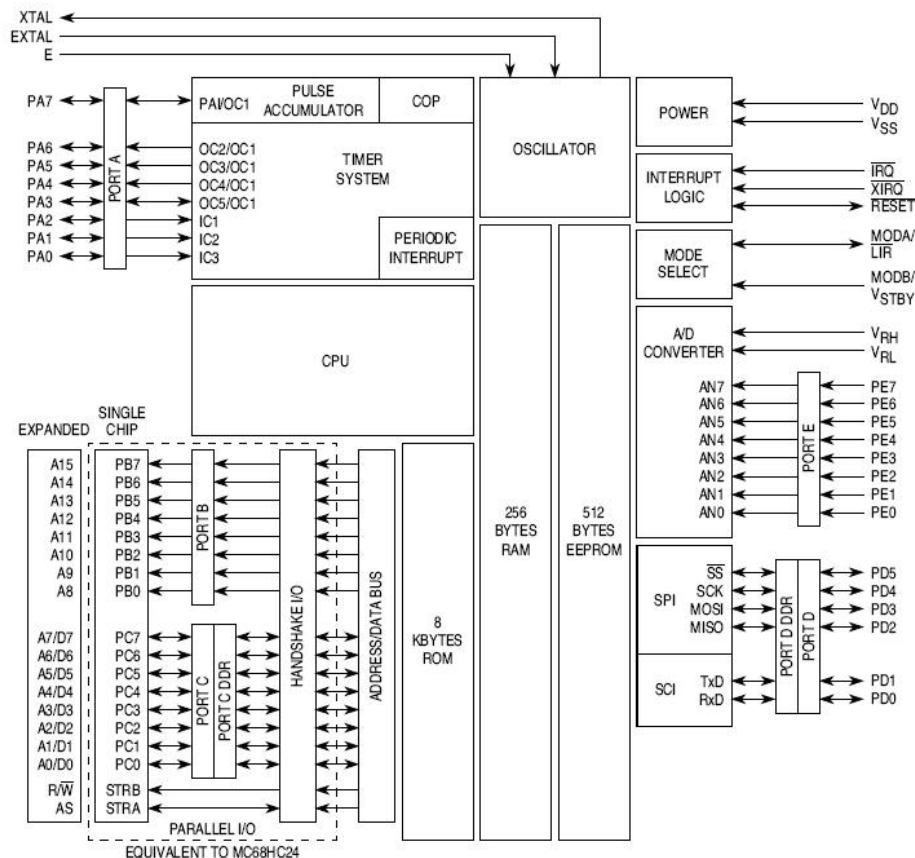 XTAL
EXTAL
E
PA7
PA6
PA5
PA4
PA3
PA2
PA1
PA0
PORT A
PAI/OC1
PULSE
ACCUMULATOR
COP
OC2/OC1
OC3/OC1
OC4/OC1
OC5/OC1
IC1
IC2
IC3
TIMER
SYSTEM
PERIODIC
INTERRUPT
OSCILLATOR
POWER
VDD
VSS
INTERRUPT
LOGIC
IRQ
XIRQ
RESET
MODE
SELECT
MODA/
LIR
MODB/
VSTBY
CPU
A/D
CONVERTER
VRH
VRL
AN7
AN6
AN5
AN4
AN3
AN2
AN1
AN0
PORT E
PE7
PE6
PE5
PE4
PE3
PE2
PE1
PE0
EXPANDED
SINGLE
CHIP
A15
A14
A13
A12
A11
A10
A9
A8
A7/D7
A6/D6
A5/D5
A4/D4
A3/D3
A2/D2
A1/D1
A0/D0
R/W
AS
PB7
PB6
PB5
PB4
PB3
PB2
PB1
PB0
PC7
PC6
PC5
PC4
PC3
PC2
PC1
PC0
STRB
STRA
PORT B
PORT C
PORT C DDR
HANDSHAKE I/O
ADDRESS/DATA BUS
8
KBYTES
ROM
256
BYTES
RAM
512
BYTES
EEPROM
SPI
SS
SCK
MOSI
MISO
SCI
TxD
RxD
PORT D DDR
PORT D
PD5
PD4
PD3
PD2
PD1
PD0
PARALLEL I/O
EQUIVALENT TO MC68HC24